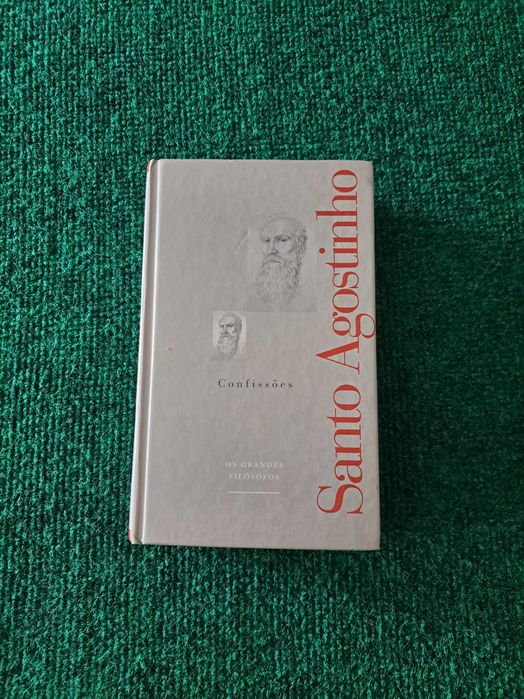 Santo Agostinho
Confissões
OS GRANDES
FILÓSOFOS